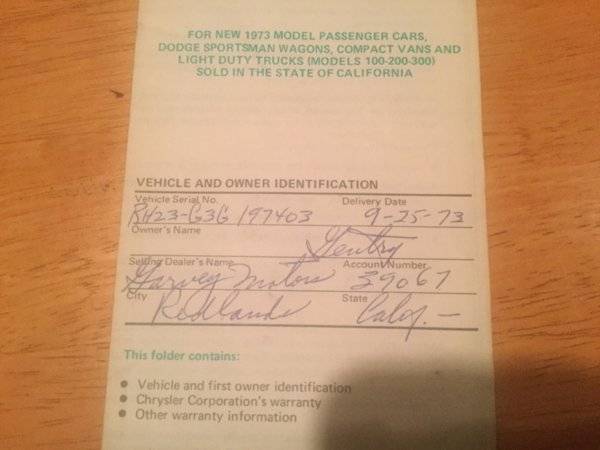 FOR NEW 1973 MODEL PASSENGER CARS,
DODGE SPORTSMAN WAGONS, COMPACT VANS AND
LIGHT DUTY TRUCKS (MODELS 100-200-300)
SOLD IN THE STATE OF CALIFORNIA
VEHICLE AND OWNER IDENTIFICATION
Vehicle Serial No. Delivery Date
RH23-G3G 197403 9-25-73
Owner's Name
Gentry
Selling Dealer's Name Account Number
Garvey Motors 39067
City State
Redlands Calif. —
This folder contains:
● Vehicle and first owner identification
● Chrysler Corporation's warranty
● Other warranty information